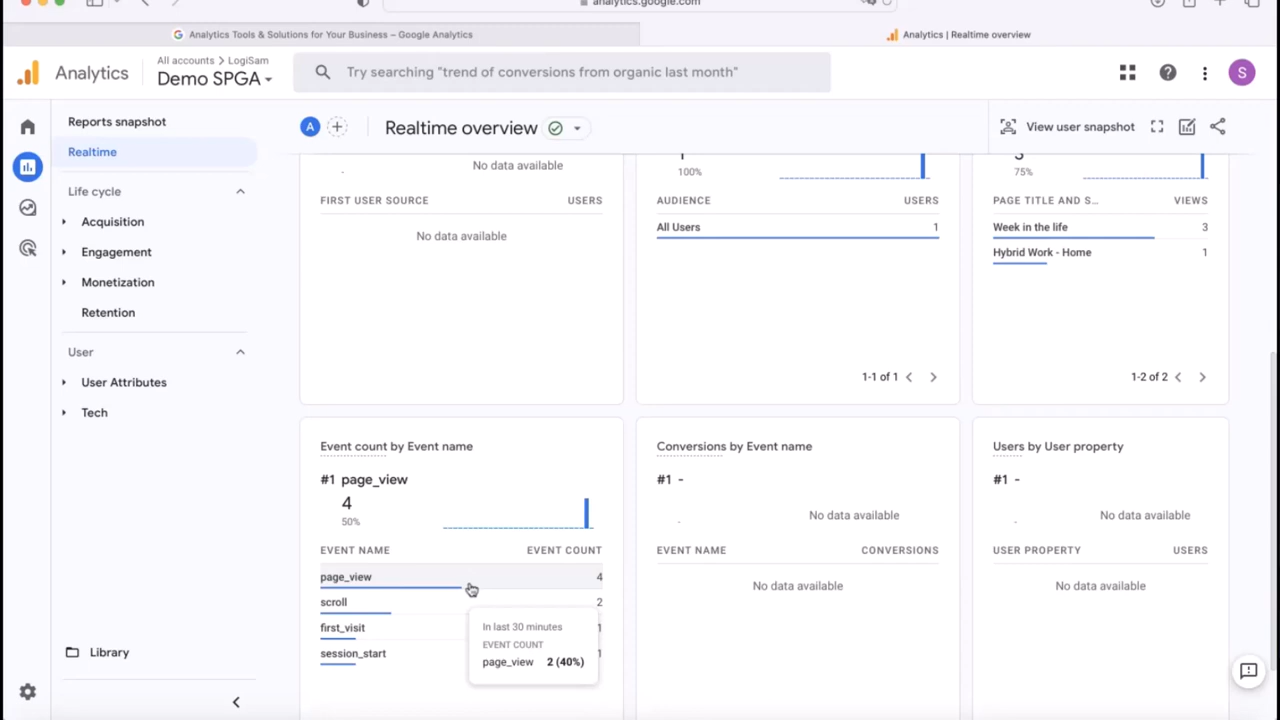 analytics.google.com
Analytics Tools & Solutions for Your Business – Google Analytics
Analytics | Realtime overview
Analytics
All accounts > LogiSam
Demo SPGA
Try searching "trend of conversions from organic last month"
S
Reports snapshot
Realtime
Life cycle
Acquisition
Engagement
Monetization
Retention
User
User Attributes
Tech
Library
A
Realtime overview
View user snapshot
No data available
FIRST USER SOURCE USERS
No data available
1
100%
AUDIENCE USERS
All Users 1
1-1 of 1
3
75%
PAGE TITLE AND S... VIEWS
Week in the life 3
Hybrid Work - Home 1
1-2 of 2
Event count by Event name
#1 page_view
4
50%
EVENT NAME EVENT COUNT
page_view 4
scroll 2
first_visit 1
session_start 1
In last 30 minutes
EVENT COUNT
page_view 2 (40%)
Conversions by Event name
#1 -
No data available
EVENT NAME CONVERSIONS
No data available
Users by User property
#1 -
No data available
USER PROPERTY USERS
No data available